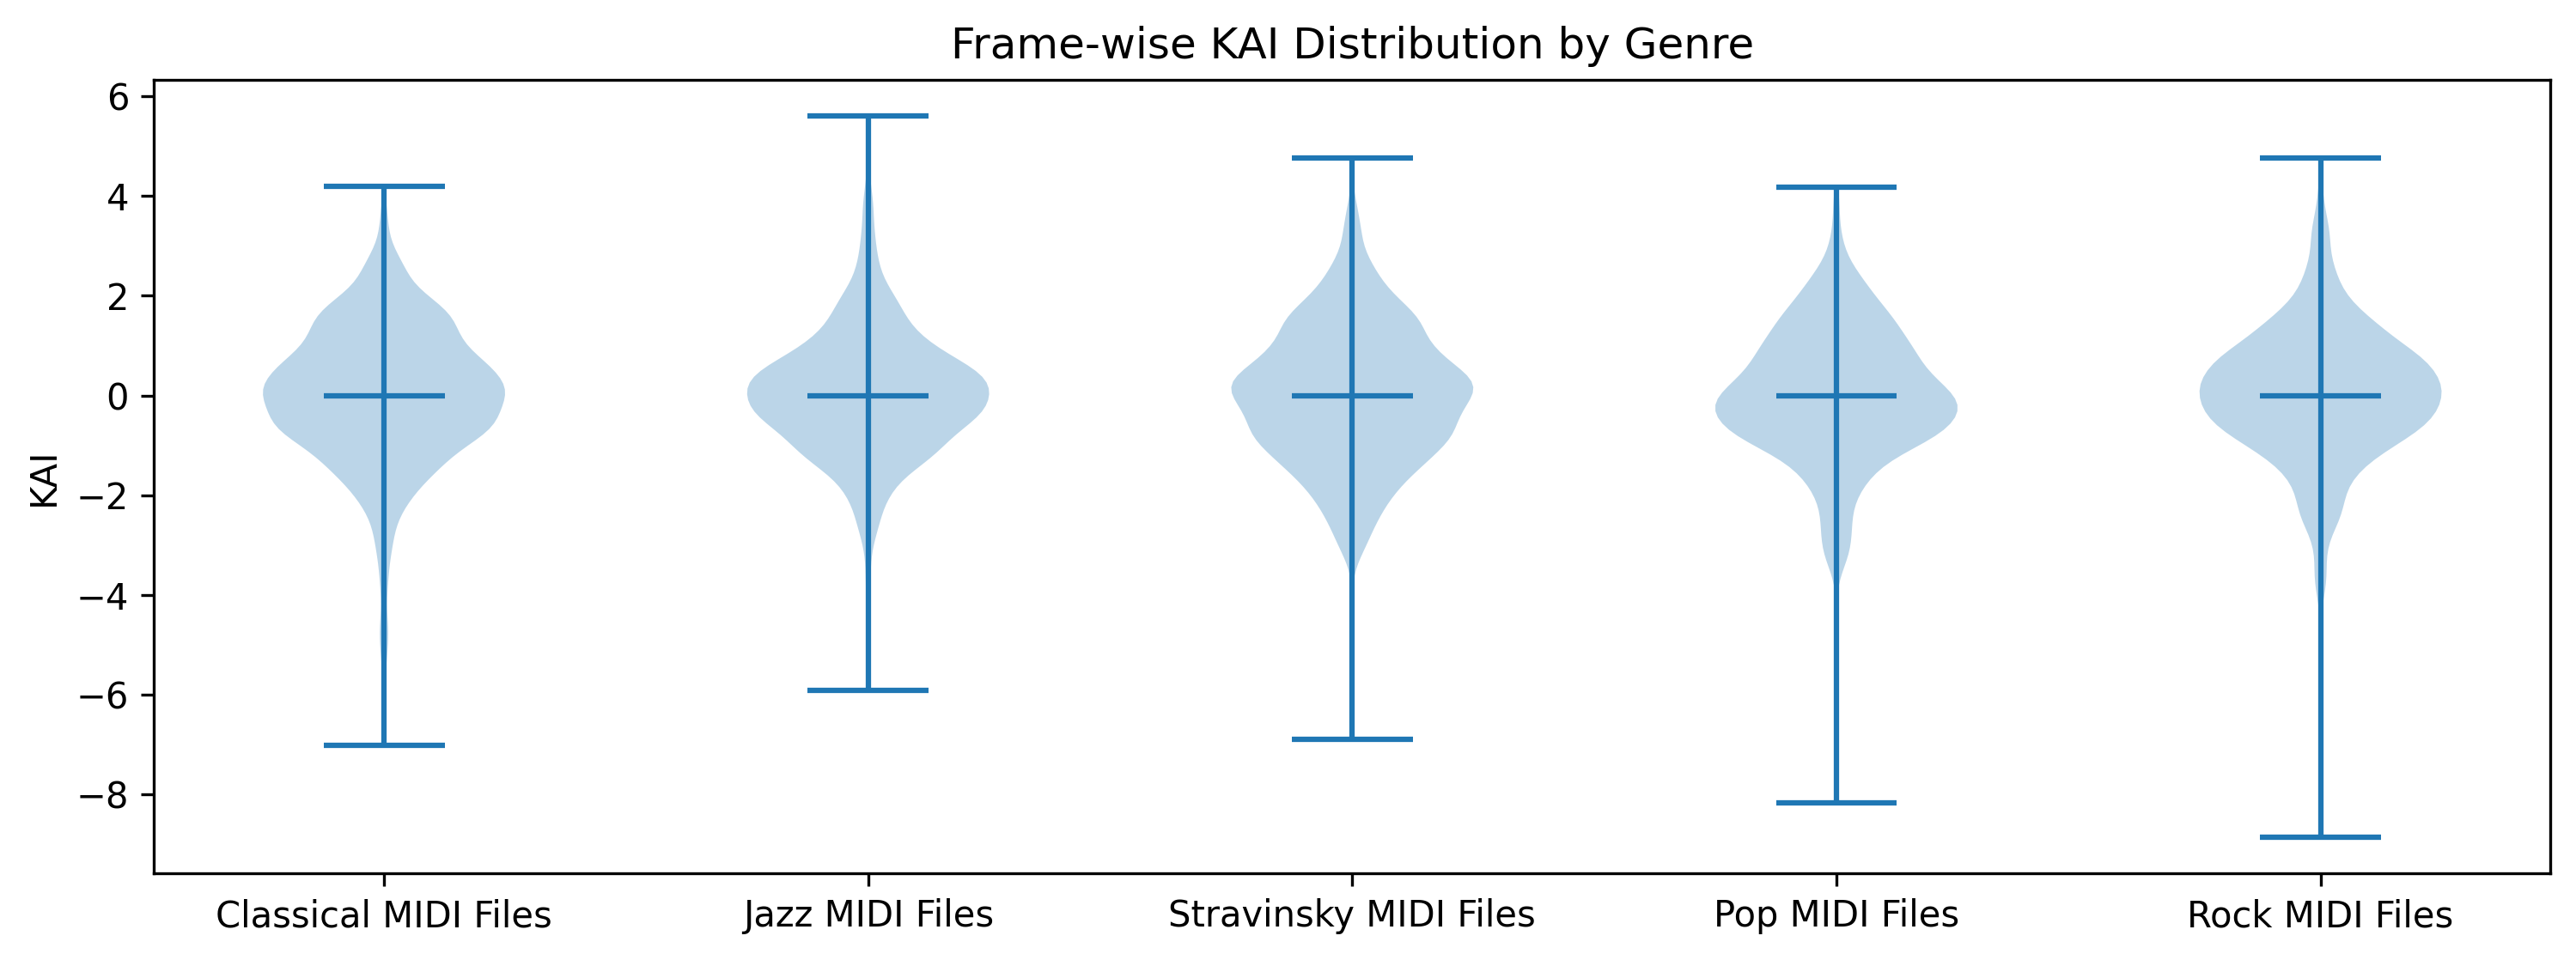 Frame-wise KAI Distribution by Genre
6
4
2
0
−2
−4
−6
−8
KAI
Classical MIDI Files
Jazz MIDI Files
Stravinsky MIDI Files
Pop MIDI Files
Rock MIDI Files